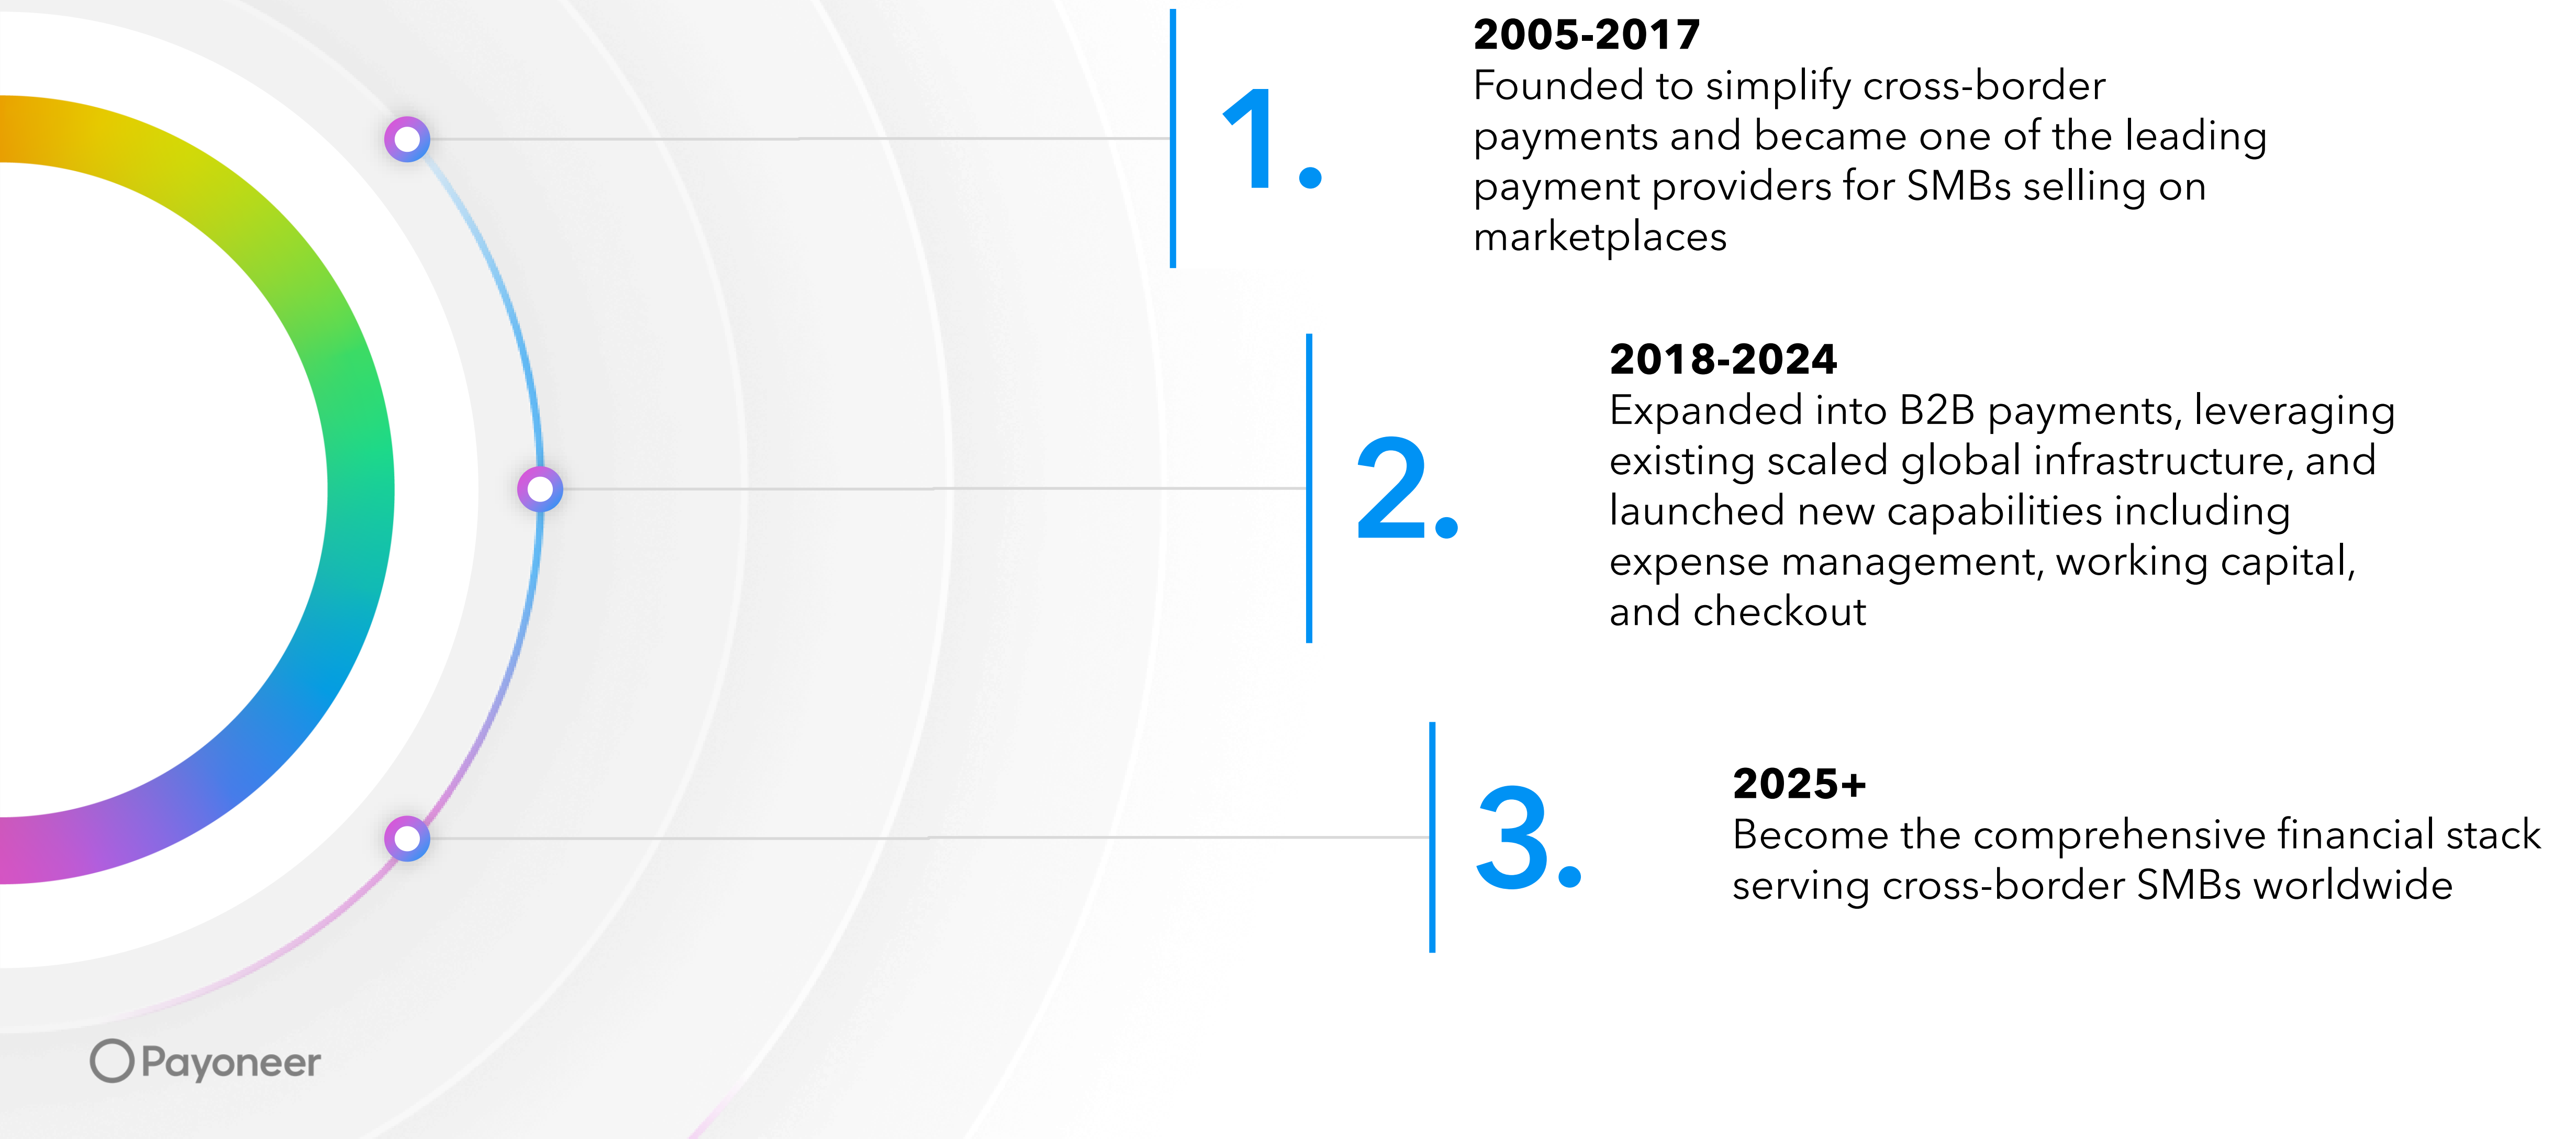 1.
2005-2017
Founded to simplify cross-border
payments and became one of the leading
payment providers for SMBs selling on
marketplaces
2.
2018-2024
Expanded into B2B payments, leveraging
existing scaled global infrastructure, and
launched new capabilities including
expense management, working capital,
and checkout
3.
2025+
Become the comprehensive financial stack
serving cross-border SMBs worldwide
Payoneer